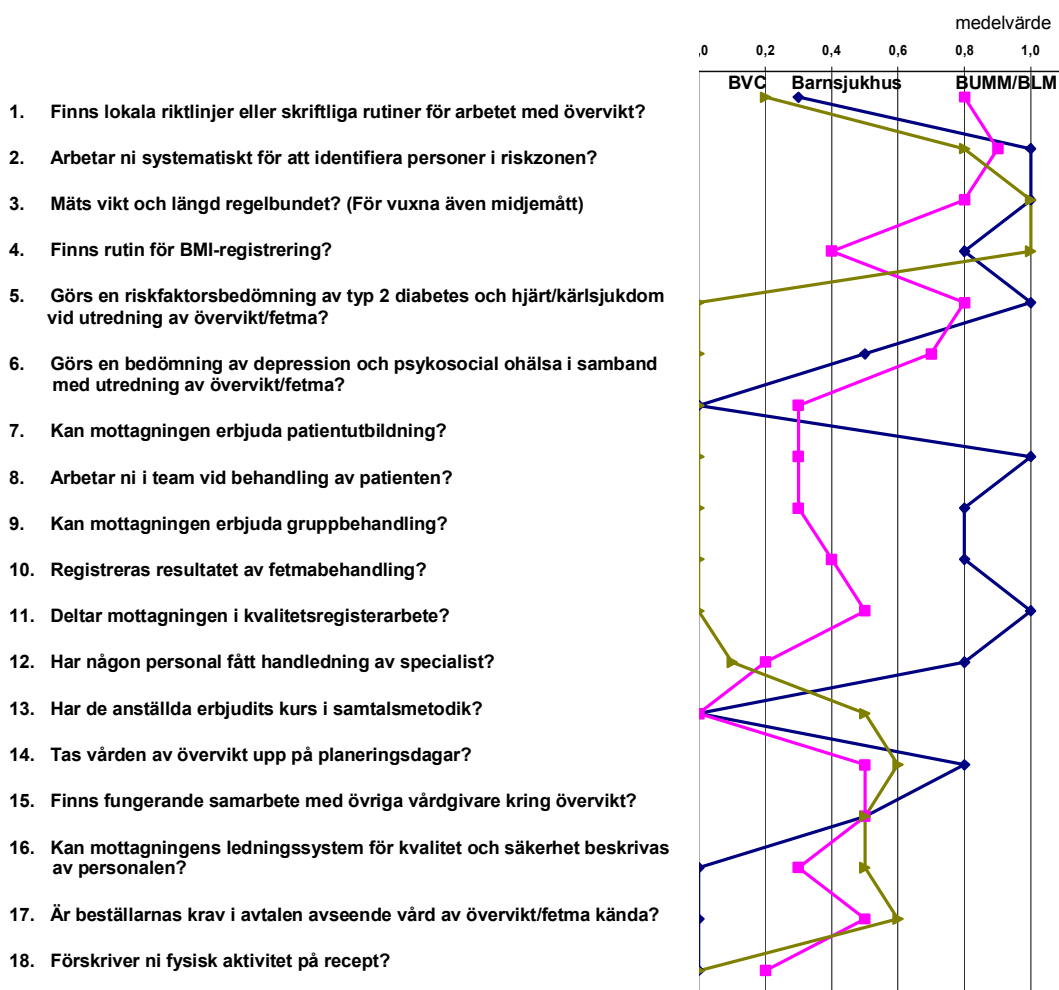 medelvärde
,0 0,2 0,4 0,6 0,8 1,0
BVC Barnsjukhus BUMM/BLM
1. Finns lokala riktlinjer eller skriftliga rutiner för arbetet med övervikt?
2. Arbetar ni systematiskt för att identifiera personer i riskzonen?
3. Mäts vikt och längd regelbundet? (För vuxna även midjemått)
4. Finns rutin för BMI-registrering?
5. Görs en riskfaktorsbedömning av typ 2 diabetes och hjärt/kärlsjukdom
vid utredning av övervikt/fetma?
6. Görs en bedömning av depression och psykosocial ohälsa i samband
med utredning av övervikt/fetma?
7. Kan mottagningen erbjuda patientutbildning?
8. Arbetar ni i team vid behandling av patienten?
9. Kan mottagningen erbjuda gruppbehandling?
10. Registreras resultatet av fetmabehandling?
11. Deltar mottagningen i kvalitetsregisterarbete?
12. Har någon personal fått handledning av specialist?
13. Har de anställda erbjudits kurs i samtalsmetodik?
14. Tas vården av övervikt upp på planeringsdagar?
15. Finns fungerande samarbete med övriga vårdgivare kring övervikt?
16. Kan mottagningens ledningssystem för kvalitet och säkerhet beskrivas
av personalen?
17. Är beställarnas krav i avtalen avseende vård av övervikt/fetma kända?
18. Förskriver ni fysisk aktivitet på recept?